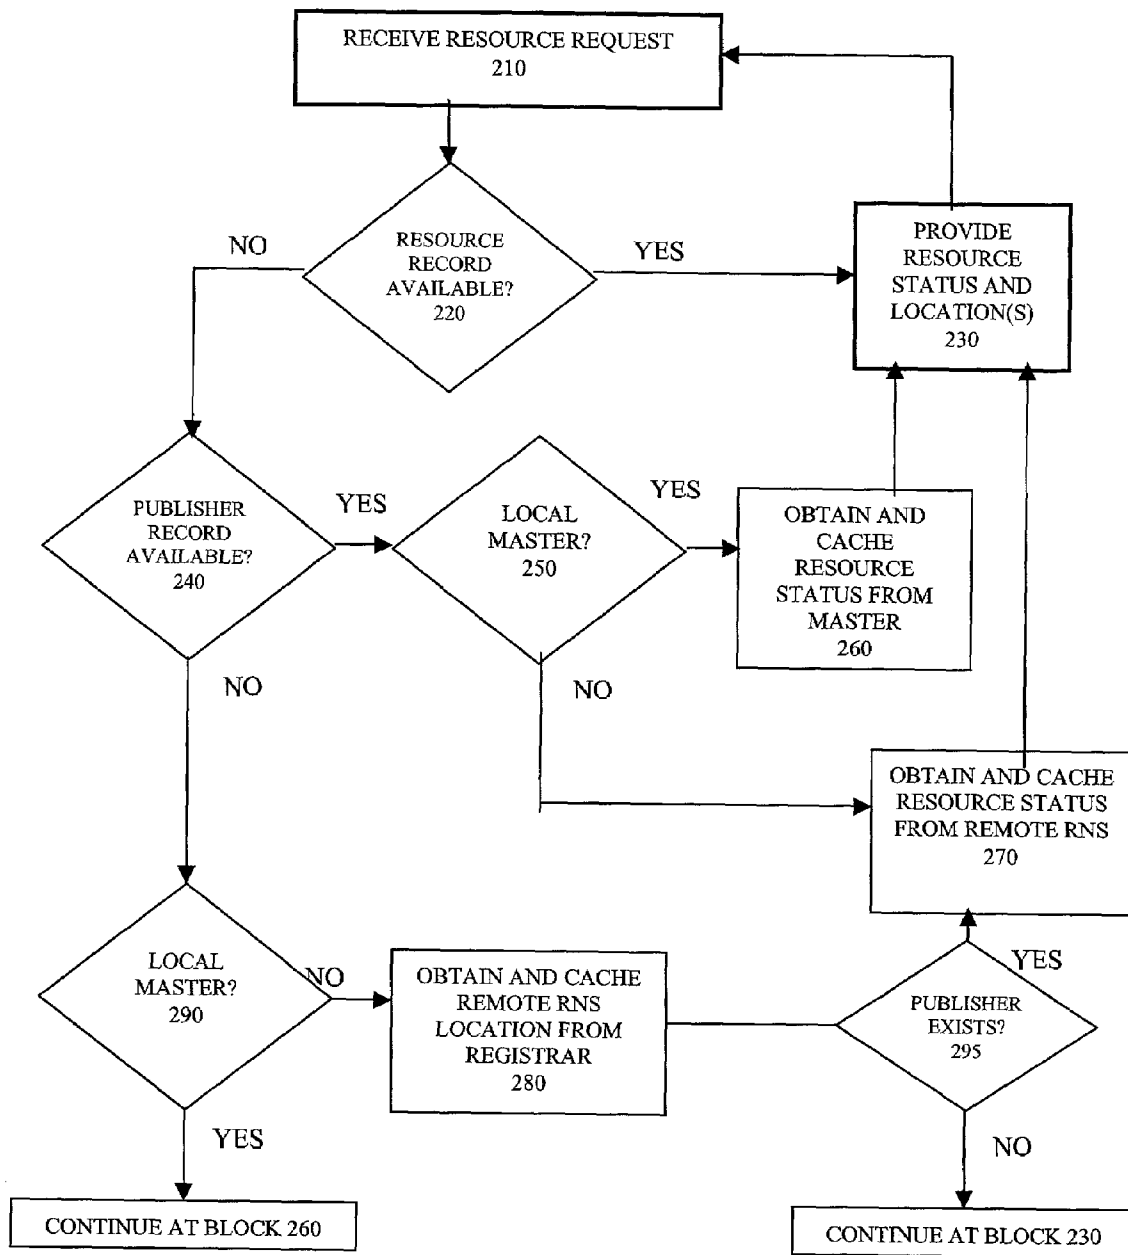 RECEIVE RESOURCE REQUEST
210
NO
RESOURCE
RECORD
AVAILABLE?
220
YES
PROVIDE
RESOURCE
STATUS AND
LOCATION(S)
230
PUBLISHER
RECORD
AVAILABLE?
240
YES
LOCAL
MASTER?
250
YES
OBTAIN AND
CACHE
RESOURCE
STATUS FROM
MASTER
260
NO
NO
OBTAIN AND CACHE
RESOURCE STATUS
FROM REMOTE RNS
270
LOCAL
MASTER?
290
NO
OBTAIN AND CACHE
REMOTE RNS
LOCATION FROM
REGISTRAR
280
YES
PUBLISHER
EXISTS?
295
YES
NO
CONTINUE AT BLOCK 260
CONTINUE AT BLOCK 230